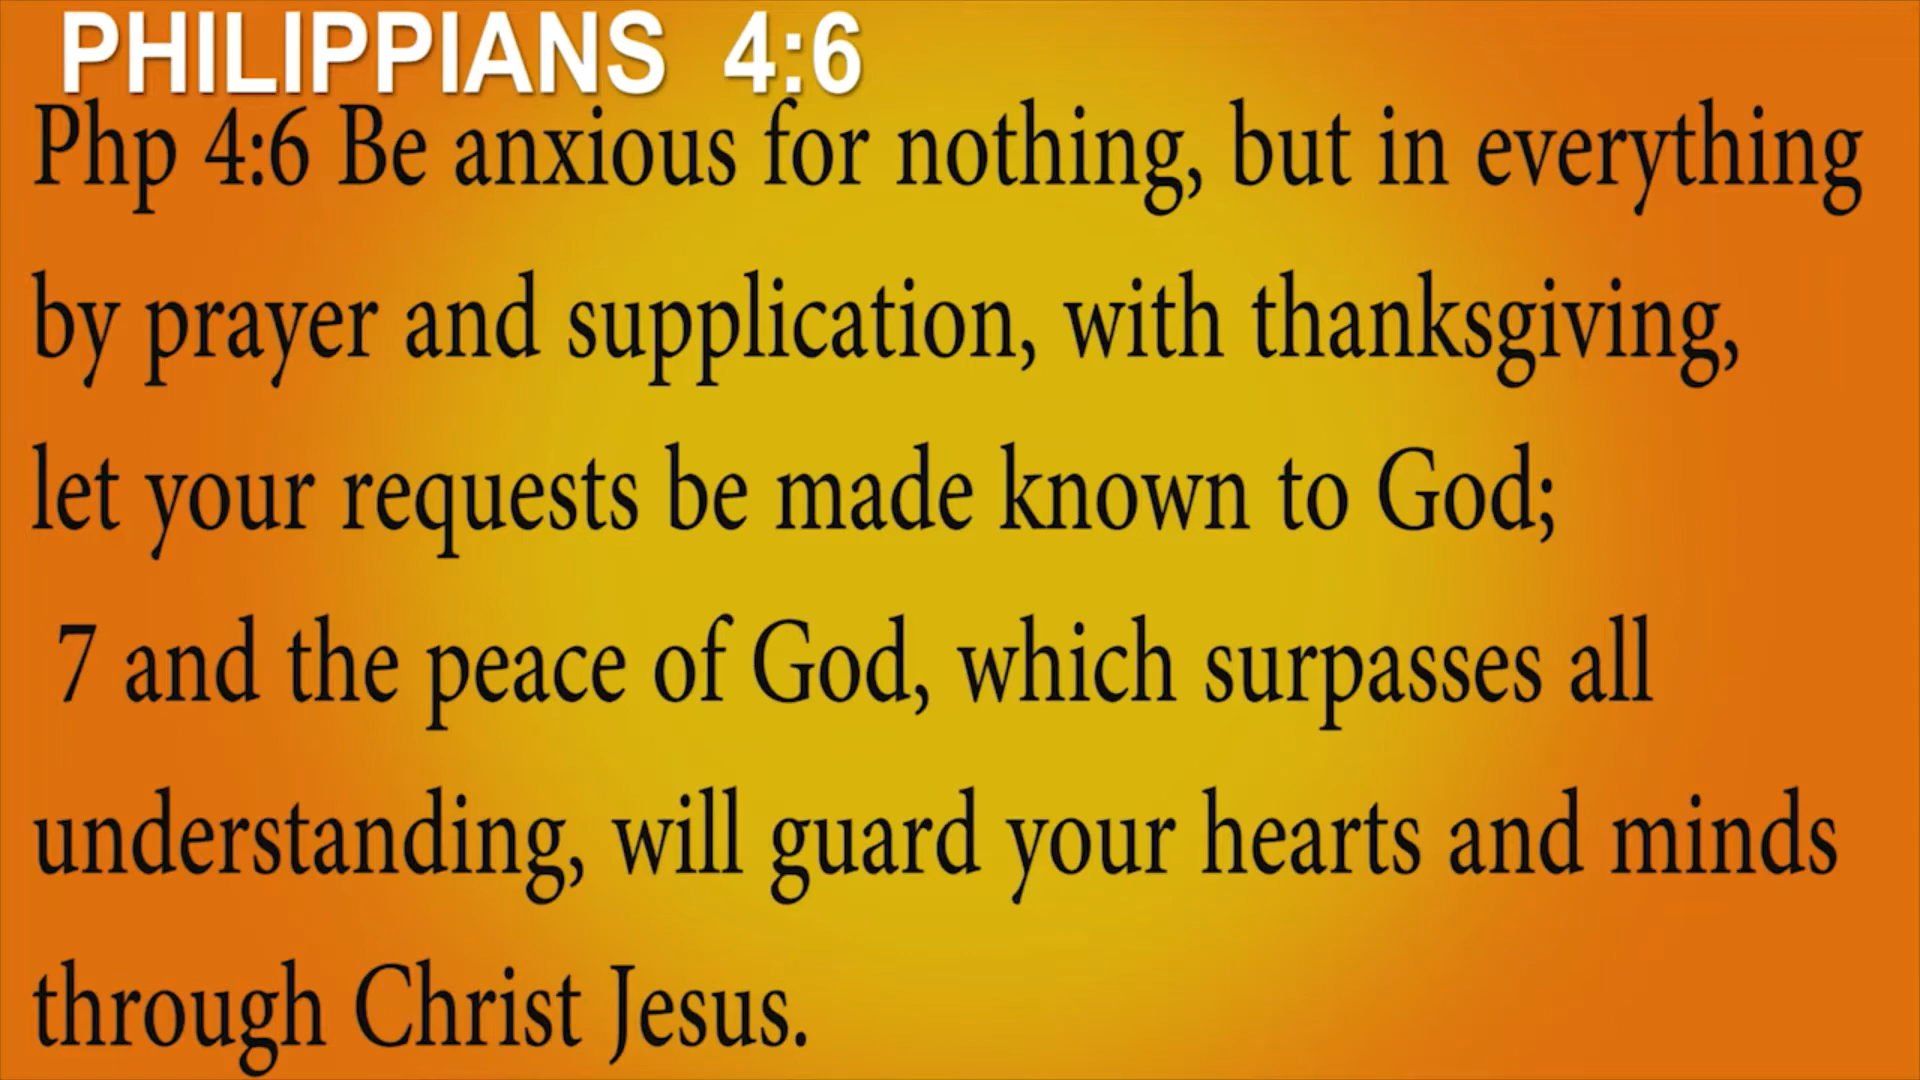 PHILIPPIANS 4:6
Php 4:6 Be anxious for nothing, but in everything
by prayer and supplication, with thanksgiving,
let your requests be made known to God;
7 and the peace of God, which surpasses all
understanding, will guard your hearts and minds
through Christ Jesus.